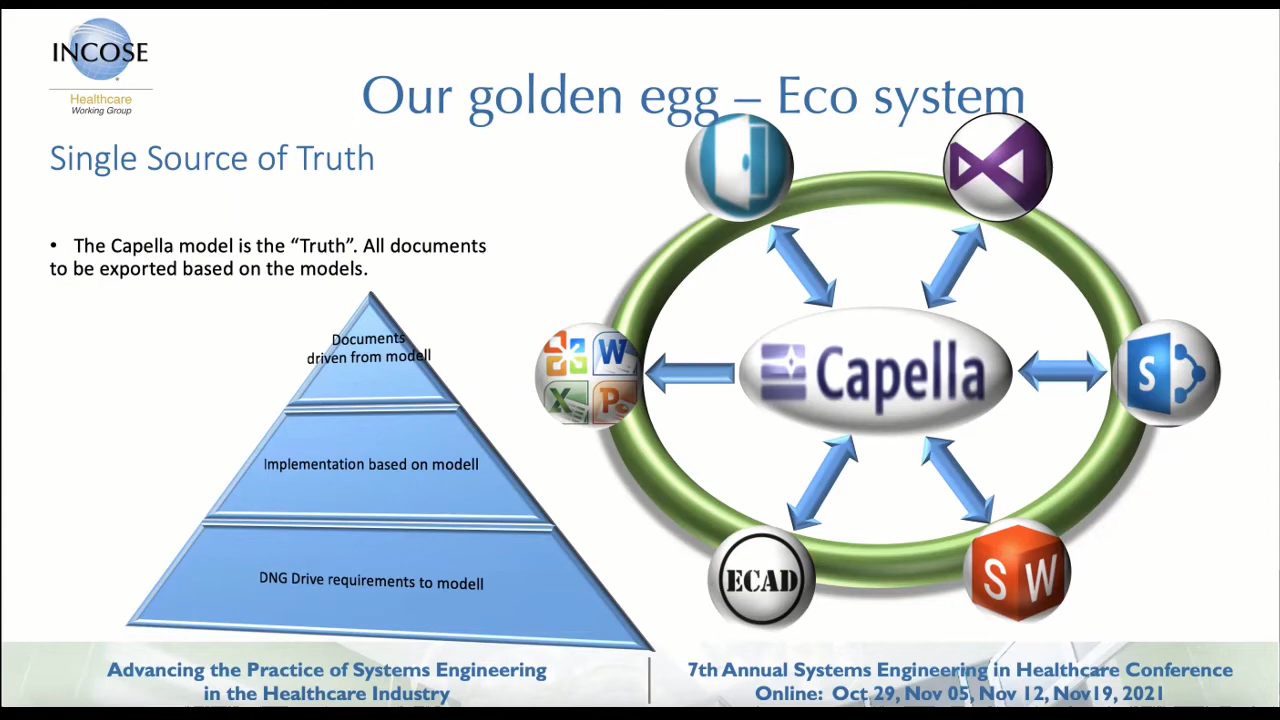 INCOSE
Healthcare
Working Group
Our golden egg – Eco system
Single Source of Truth
• The Capella model is the “Truth”. All documents
to be exported based on the models.
Documents
driven from modell
Implementation based on modell
DNG Drive requirements to modell
W
X
P
Capella
S
ECAD
S W
Advancing the Practice of Systems Engineering
in the Healthcare Industry
7th Annual Systems Engineering in Healthcare Conference
Online: Oct 29, Nov 05, Nov 12, Nov19, 2021